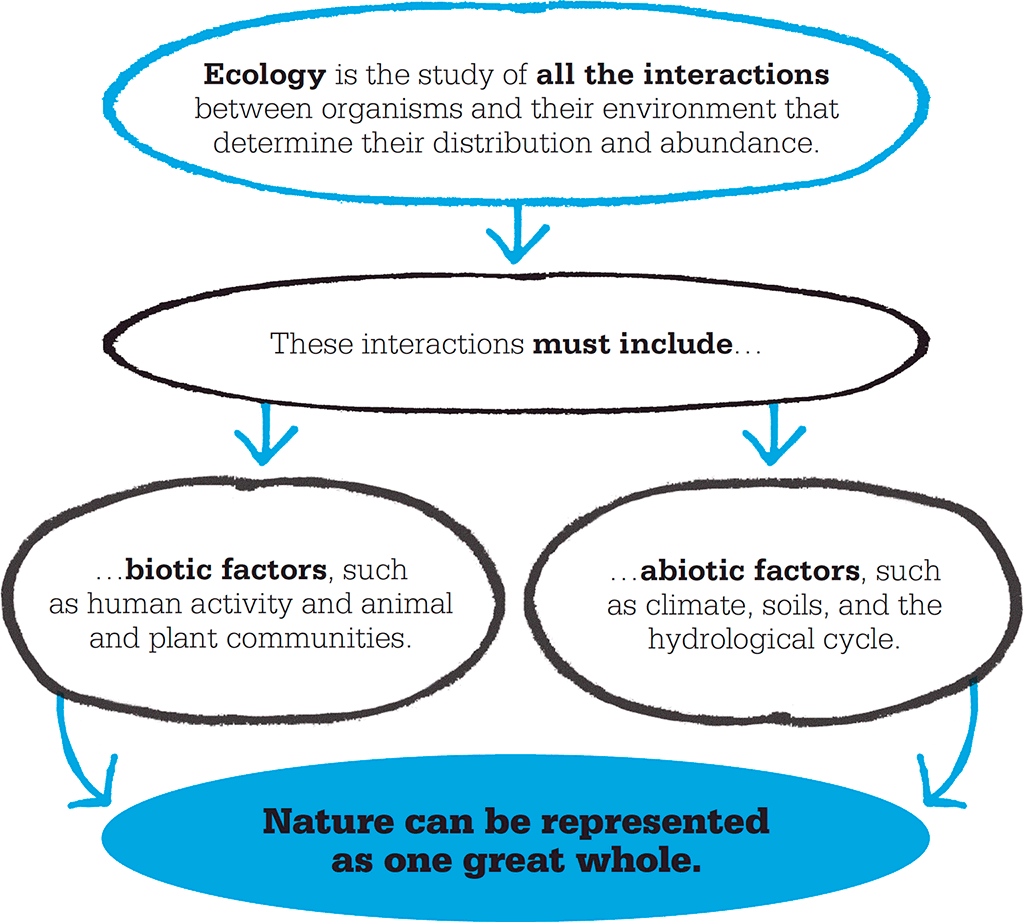 Ecology is the study of all the interactions
between organisms and their environment that
determine their distribution and abundance.
These interactions must include…
…biotic factors, such
as human activity and animal
and plant communities.
…abiotic factors, such
as climate, soils, and the
hydrological cycle.
Nature can be represented
as one great whole.